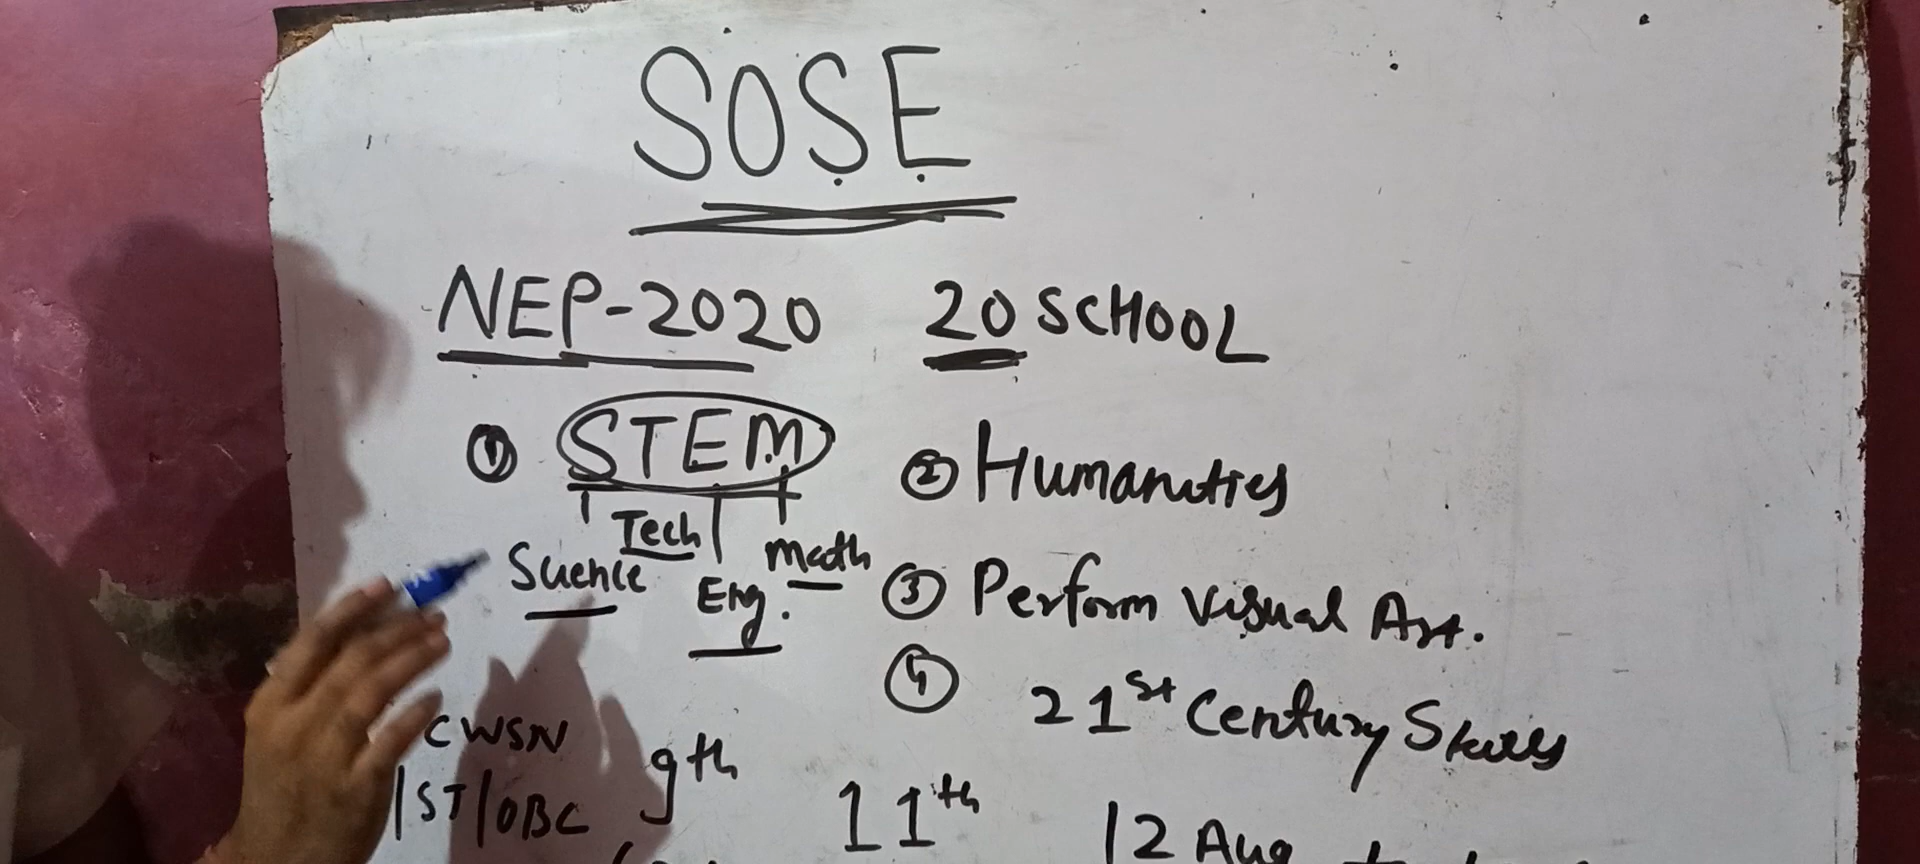 SOSE
NEP-2020 20 SCHOOL
① STEM ② Humanities
Science Tech Eng. Math
③ Perform Visual Art.
④ 21st Century Skills
CWSN 9th 11th
/ST/OBC 12 Aug